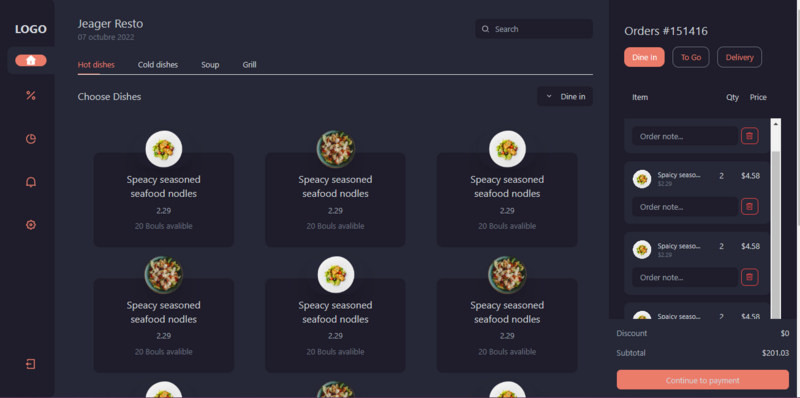 LOGO
Jeager Resto
07 octubre 2022
Search
Hot dishes
Cold dishes
Soup
Grill
Choose Dishes
Dine in
Speacy seasoned
seafood nodles
2.29
20 Bouls avalible
Speacy seasoned
seafood nodles
2.29
20 Bouls avalible
Speacy seasoned
seafood nodles
2.29
20 Bouls avalible
Speacy seasoned
seafood nodles
2.29
20 Bouls avalible
Speacy seasoned
seafood nodles
2.29
20 Bouls avalible
Speacy seasoned
seafood nodles
2.29
20 Bouls avalible
Orders #151416
Dine In
To Go
Delivery
Item Qty Price
Order note...
Spaicy seaso... 2 $4.58
$2.29
Order note...
Spaicy seaso... 2 $4.58
$2.29
Order note...
Spaicy seaso... 2 $4.58
Discount $0
Subtotal $201.03
Continue to payment